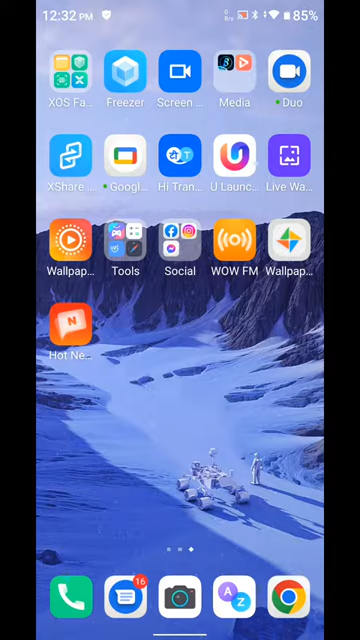 12:32 PM 0 B/s 85%
XOS Fa... Freezer Screen ... Media Duo
XShare ... Googl... Hi Tran... U Launc... Live Wa...
Wallpap... Tools Social WOW FM Wallpap...
N
Hot Ne...
16
A Z